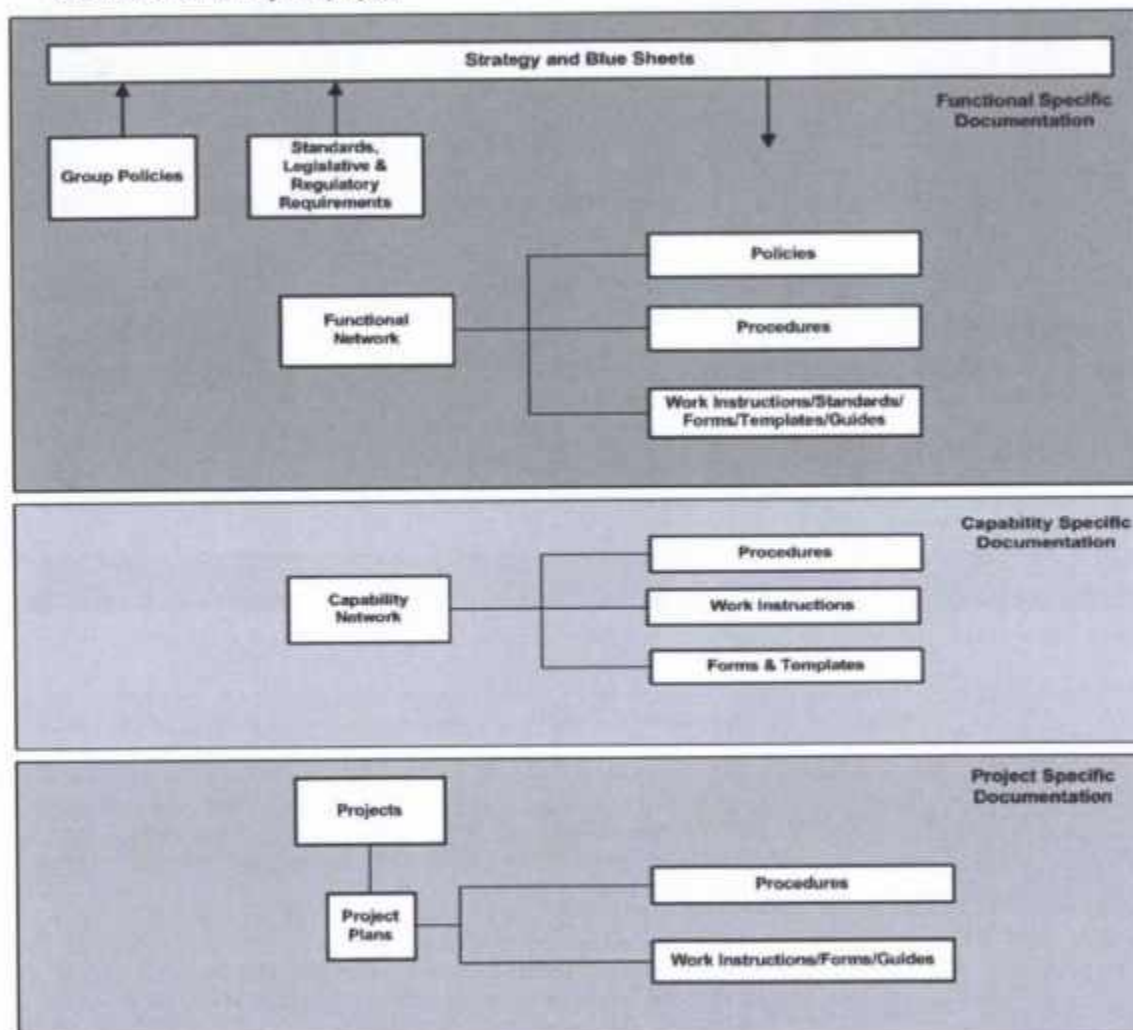 Strategy and Blue Sheets
Functional Specific
Documentation
Group Policies
Standards,
Legislative &
Regulatory
Requirements
Policies
Functional
Network
Procedures
Work Instructions/Standards/
Forms/Templates/Guides
Capability Specific
Documentation
Procedures
Capability
Network
Work Instructions
Forms & Templates
Project Specific
Documentation
Projects
Procedures
Project
Plans
Work Instructions/Forms/Guides